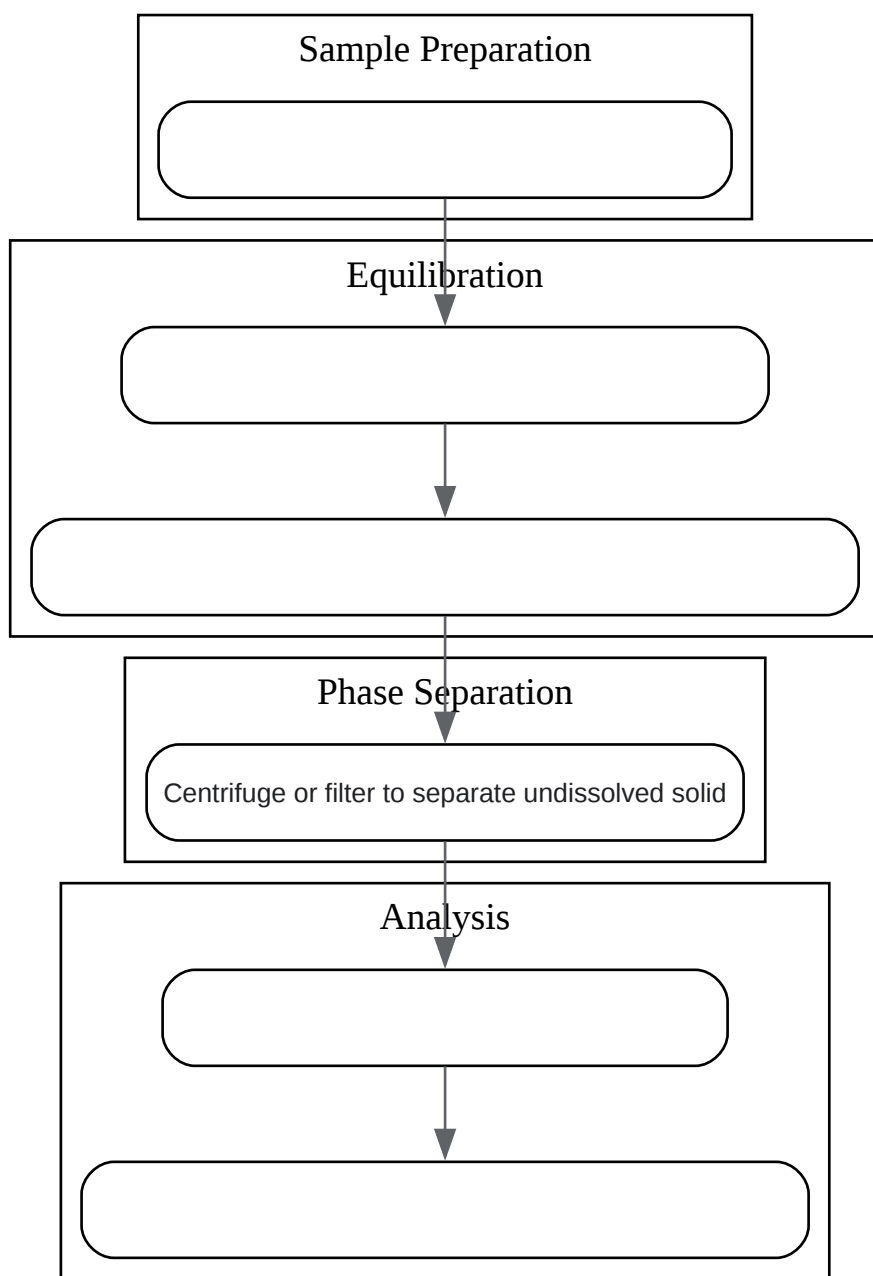 Sample Preparation
Equilibration
Phase Separation
Centrifuge or filter to separate undissolved solid
Analysis